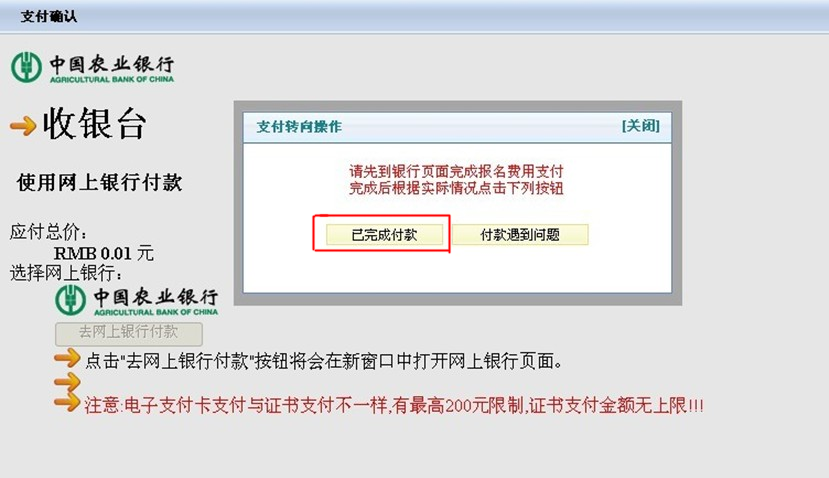 支付确认
中国农业银行
AGRICULTURAL BANK OF CHINA
收银台
使用网上银行付款
应付总价：
RMB 0.01 元
选择网上银行：
中国农业银行
AGRICULTURAL BANK OF CHINA
去网上银行付款
点击"去网上银行付款"按钮将会在新窗口中打开网上银行页面。
注意:电子支付卡支付与证书支付不一样,有最高200元限制,证书支付金额无上限!!!
支付转向操作 [关闭]
请先到银行页面完成报名费用支付
完成后根据实际情况点击下列按钮
已完成付款 付款遇到问题